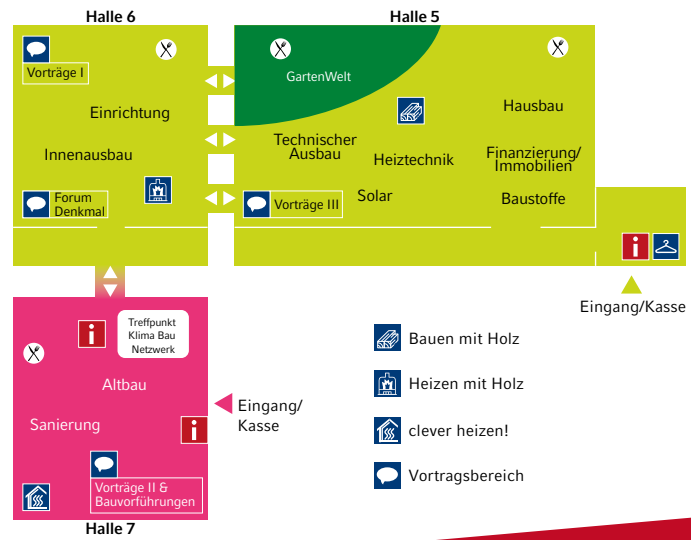 Halle 6
Halle 5
Vorträge I
GartenWelt
Einrichtung
Hausbau
Innenausbau
Technischer
Ausbau
Heiztechnik
Finanzierung/
Immobilien
Forum
Denkmal
Vorträge III
Solar
Baustoffe
i
Eingang/Kasse
i
Treffpunkt
Klima Bau
Netzwerk
Altbau
Sanierung
i
Eingang/
Kasse
Vorträge II &
Bauvorführungen
Halle 7
Bauen mit Holz
Heizen mit Holz
clever heizen!
Vortragsbereich